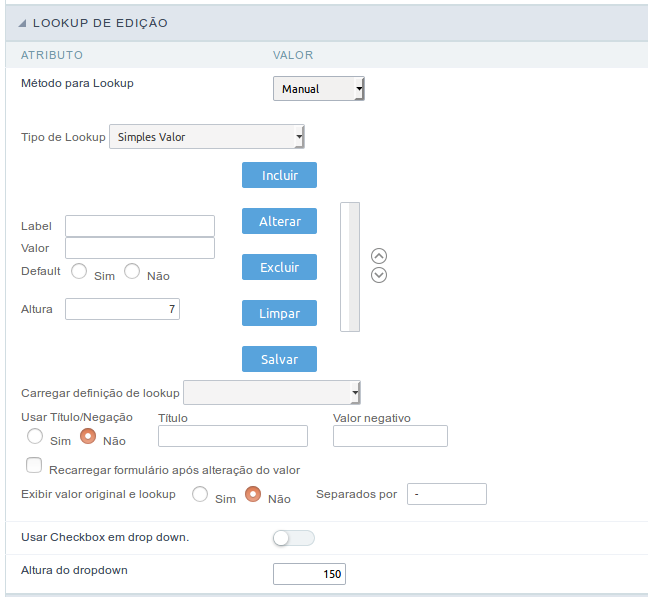 LOOKUP DE EDIÇÃO
ATRIBUTO VALOR
Método para Lookup Manual
Tipo de Lookup Simples Valor
Incluir
Label Alterar
Valor
Default Sim Não Excluir
Altura 7 Limpar
Salvar
Carregar definição de lookup
Usar Título/Negação Título Valor negativo
Sim Não
Recarregar formulário após alteração do valor
Exibir valor original e lookup Sim Não Separados por -
Usar Checkbox em drop down.
Altura do dropdown 150